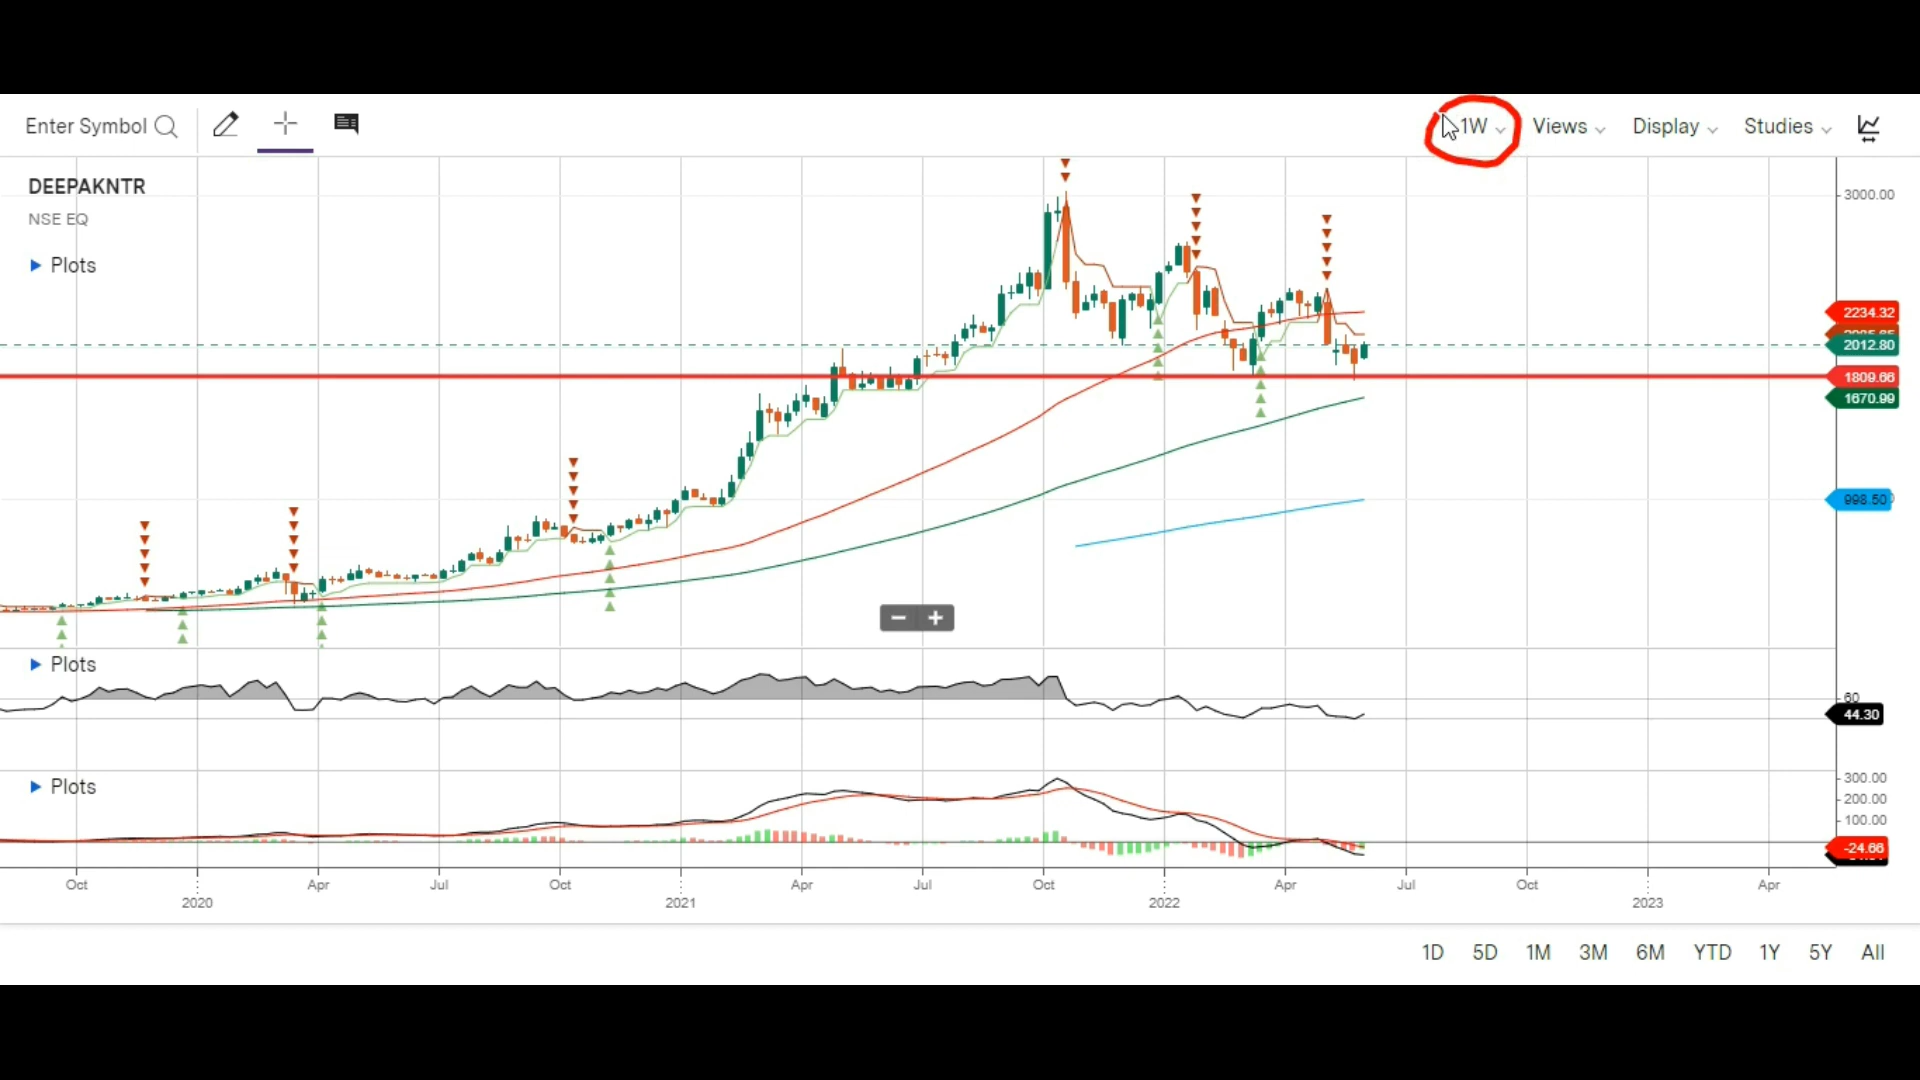 Enter Symbol
1W
Views
Display
Studies
DEEPAKNTR
NSE EQ
Plots
3000.00
2234.32
2012.80
1809.66
1670.99
998.50
Plots
60
44.30
Plots
300.00
200.00
100.00
-24.66
Oct
Apr
Jul
Oct
Apr
Jul
Oct
Apr
Jul
Oct
Apr
2020
2021
2022
2023
1D
5D
1M
3M
6M
YTD
1Y
5Y
All